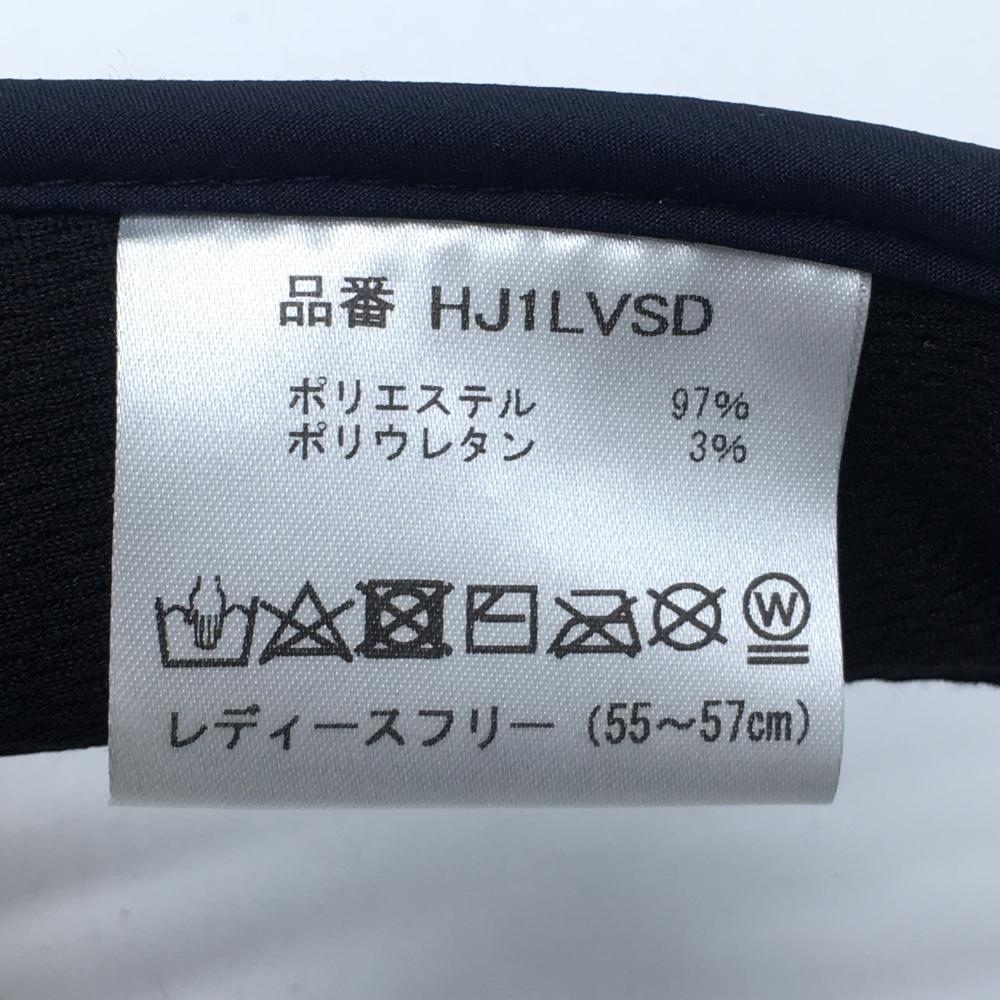 品番 HJ1LVSD
ポリエステル 97%
ポリウレタン 3%
W
レディースフリー (55～57cm)